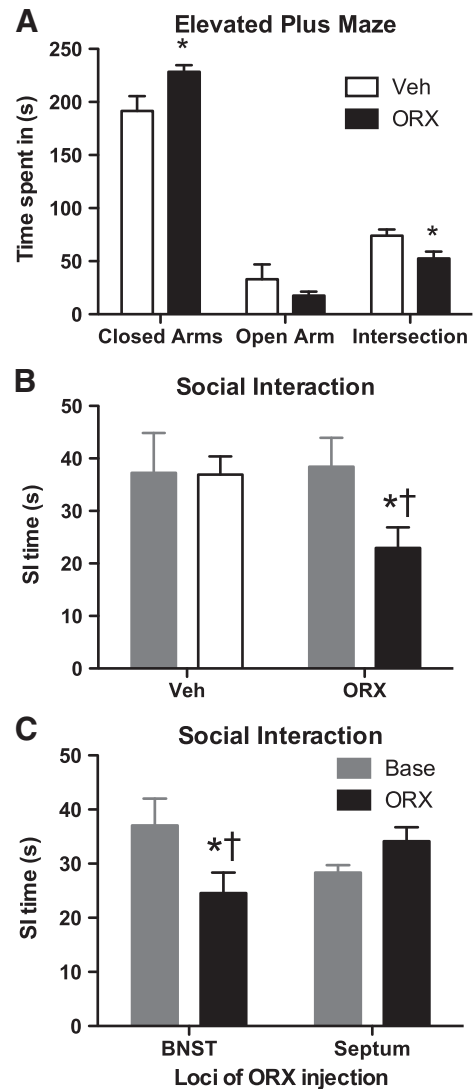 A
Elevated Plus Maze
Time spent in (s)
250
200
150
100
50
0
*
*
Veh
ORX
Closed Arms Open Arm Intersection
B
Social Interaction
SI time (s)
50
40
30
20
10
0
*†
Veh ORX
C
Social Interaction
SI time (s)
50
40
30
20
10
0
Base
ORX
*†
BNST Septum
Loci of ORX injection